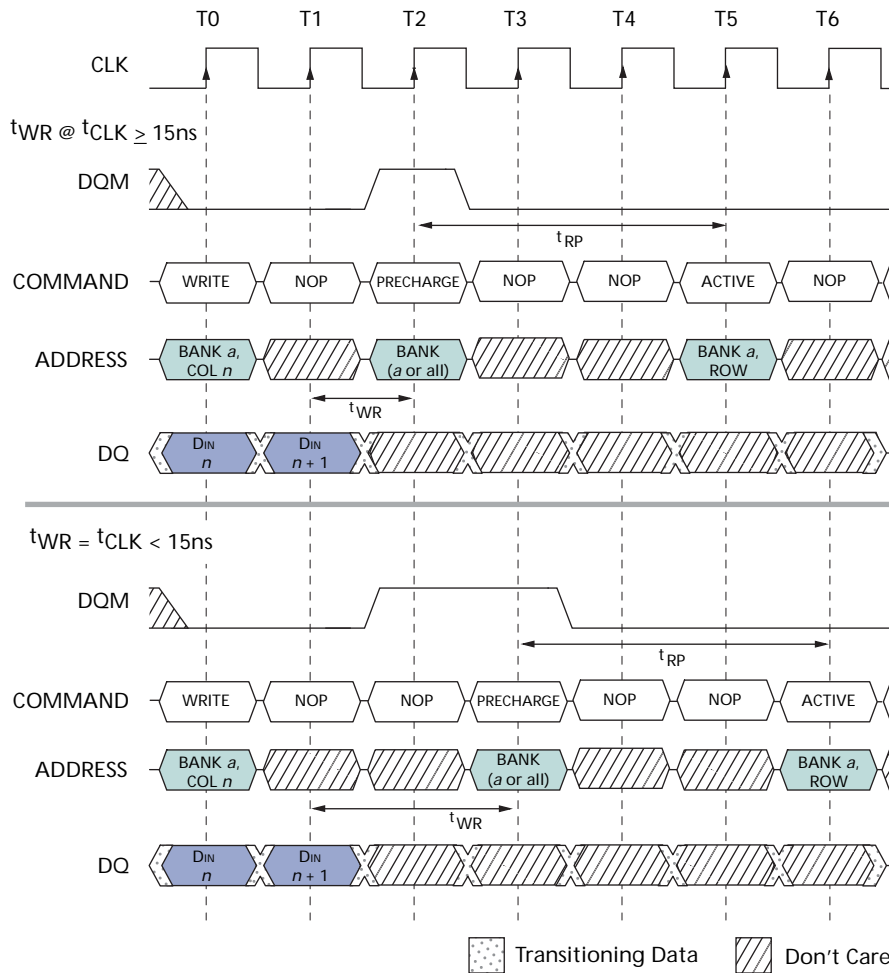 T0 T1 T2 T3 T4 T5 T6
CLK
tWR @ tCLK ≥ 15ns
DQM
tRP
COMMAND WRITE NOP PRECHARGE NOP NOP ACTIVE NOP
ADDRESS BANK a, BANK BANK a,
COL n (a or all) ROW
tWR
DQ DIN DIN
n n + 1
tWR = tCLK < 15ns
DQM
tRP
COMMAND WRITE NOP NOP PRECHARGE NOP NOP ACTIVE
ADDRESS BANK a, BANK BANK a,
COL n (a or all) ROW
tWR
DQ DIN DIN
n n + 1
Transitioning Data Don't Care